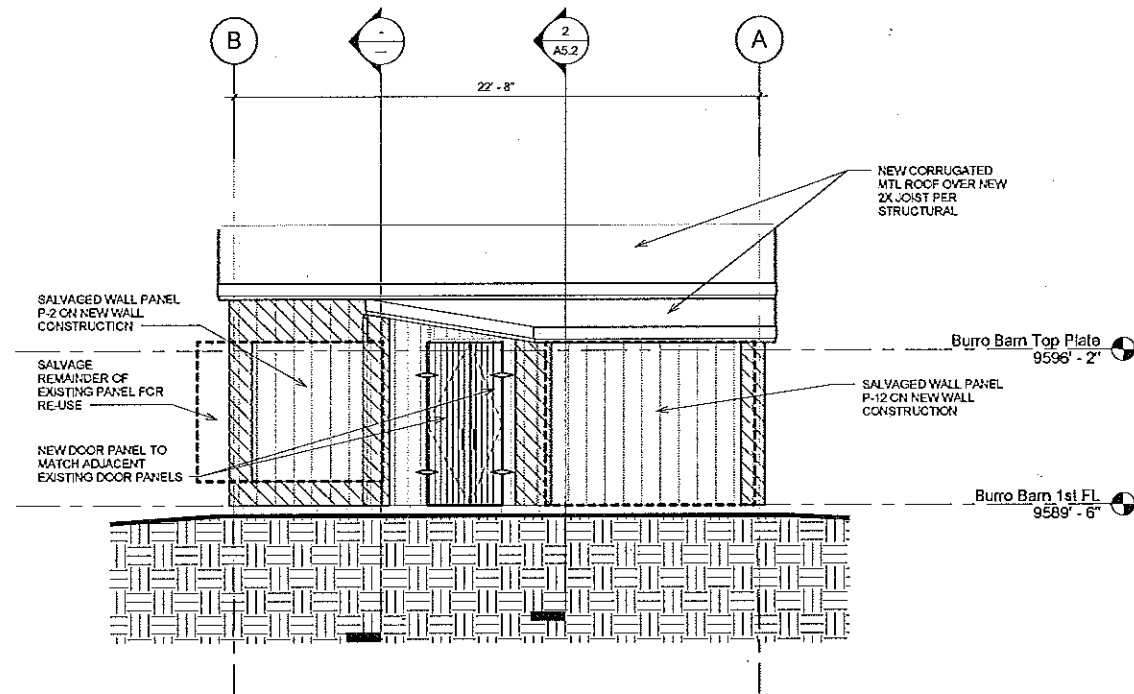 B
-
—
2
A5.2
A
22' - 8"
NEW CORRUGATED
MTL ROOF OVER NEW
2X JOIST PER
STRUCTURAL
SALVAGED WALL PANEL
P-2 ON NEW WALL
CONSTRUCTION
SALVAGE
REMAINDER OF
EXISTING PANEL FOR
RE-USE
NEW DOOR PANEL TO
MATCH ADJACENT
EXISTING DOOR PANELS
Burro Barn Top Plate
9596' - 2"
SALVAGED WALL PANEL
P-12 ON NEW WALL
CONSTRUCTION
Burro Barn 1st FL
9589' - 6"